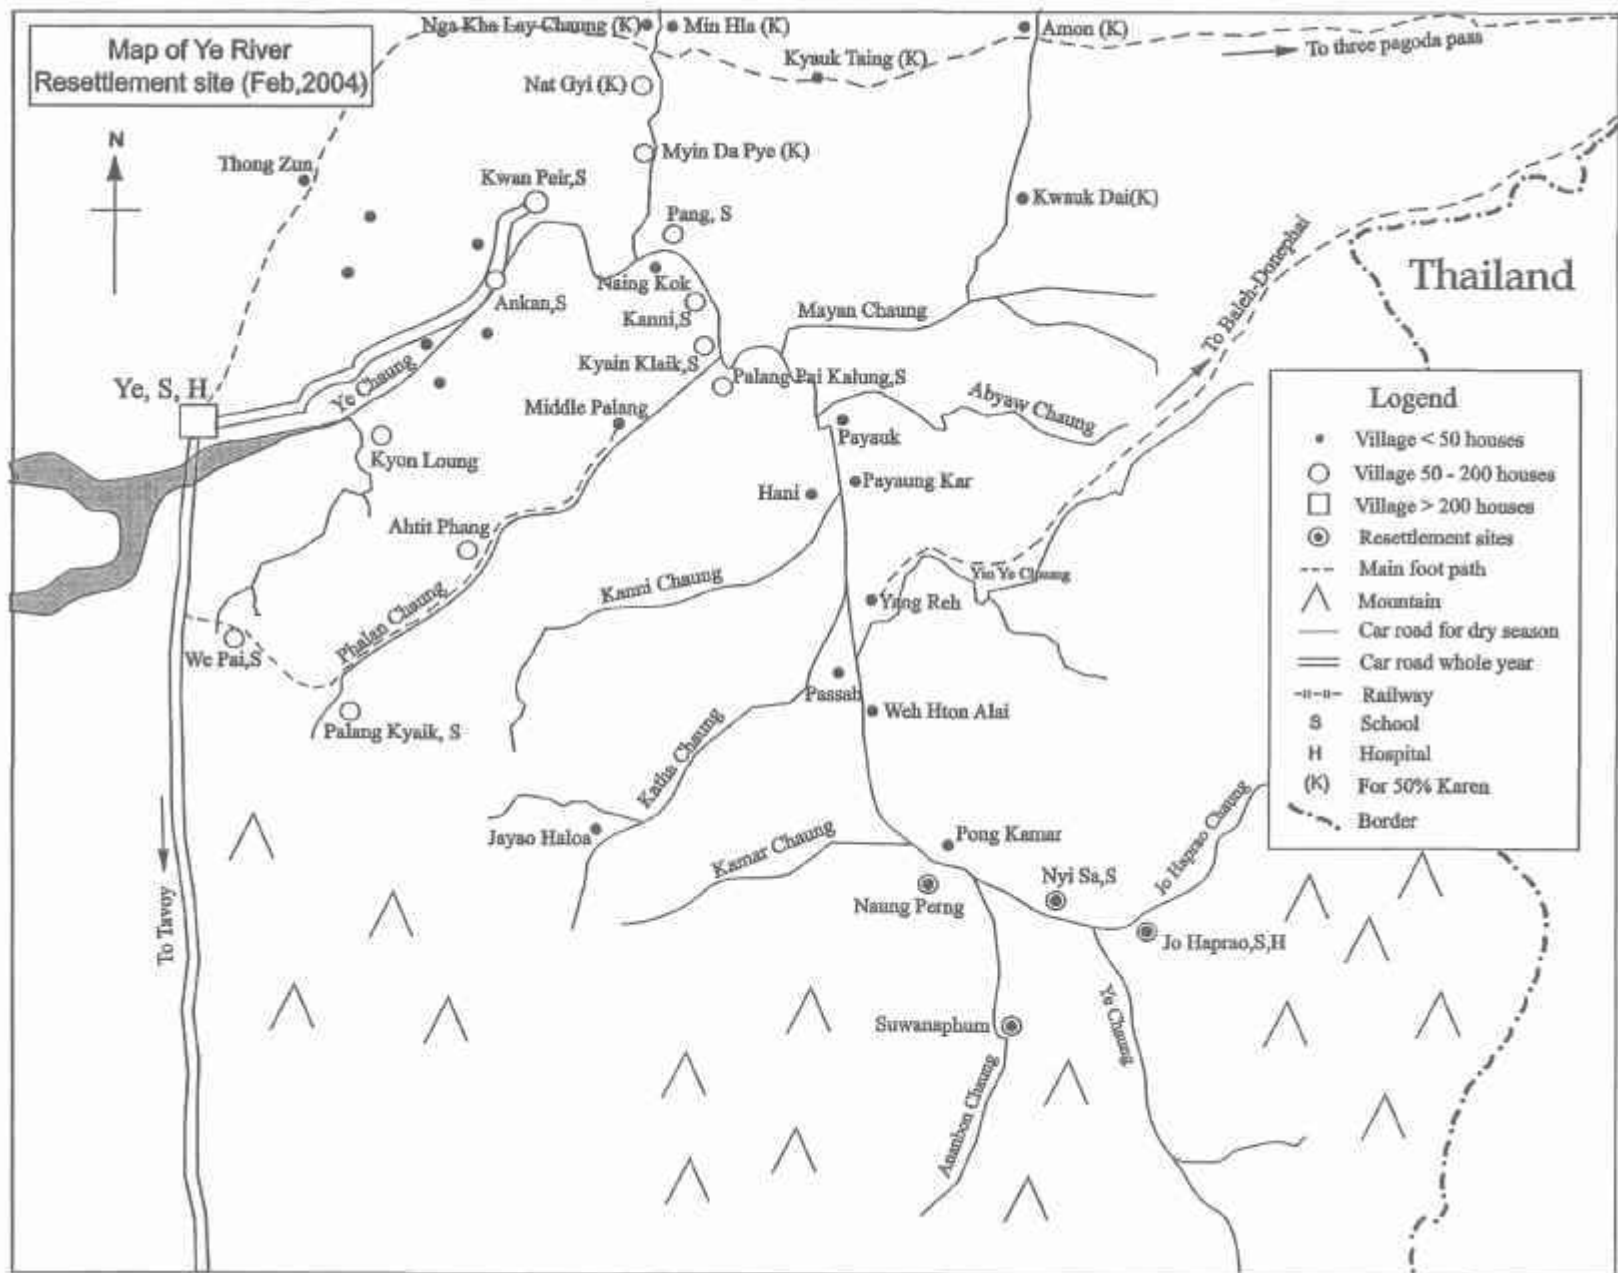 Map of Ye River
Resettlement site (Feb,2004)
N
Nga Kha Lay Chaung (K)
Min Hla (K)
Amon (K)
To three pagoda pass
Kyauk Taing (K)
Nat Gyi (K)
Myin Da Pye (K)
Thong Zun
Kwan Peir,S
Kwauk Dai(K)
Pang, S
To Baleh-Donephai
Thailand
Naing Kok
Ankan,S
Kanni,S
Mayan Chaung
Kyain Klaik,S
Ye, S, H
Ye Chaung
Palang Pai Kalung,S
Middle Palang
Abyaw Chaung
Payauk
Kyon Loung
Payaung Kar
Hani
Ahtit Phang
Kanni Chaung
Yin Ye Chaung
Yang Reh
Phalan Chaung
We Pai,S
Passah
Weh Hton Alai
Palang Kyaik, S
Katha Chaung
Jayao Haloa
Kamar Chaung
Pong Kamar
Jo Haprao Chaung
Nyi Sa,S
Naung Perng
Jo Haprao,S,H
To Tavoy
Ye Chaung
Suwanaphum
Ananbon Chaung
Legend
Village < 50 houses
Village 50 - 200 houses
Village > 200 houses
Resettlement sites
Main foot path
Mountain
Car road for dry season
Car road whole year
Railway
S School
H Hospital
(K) For 50% Karen
Border